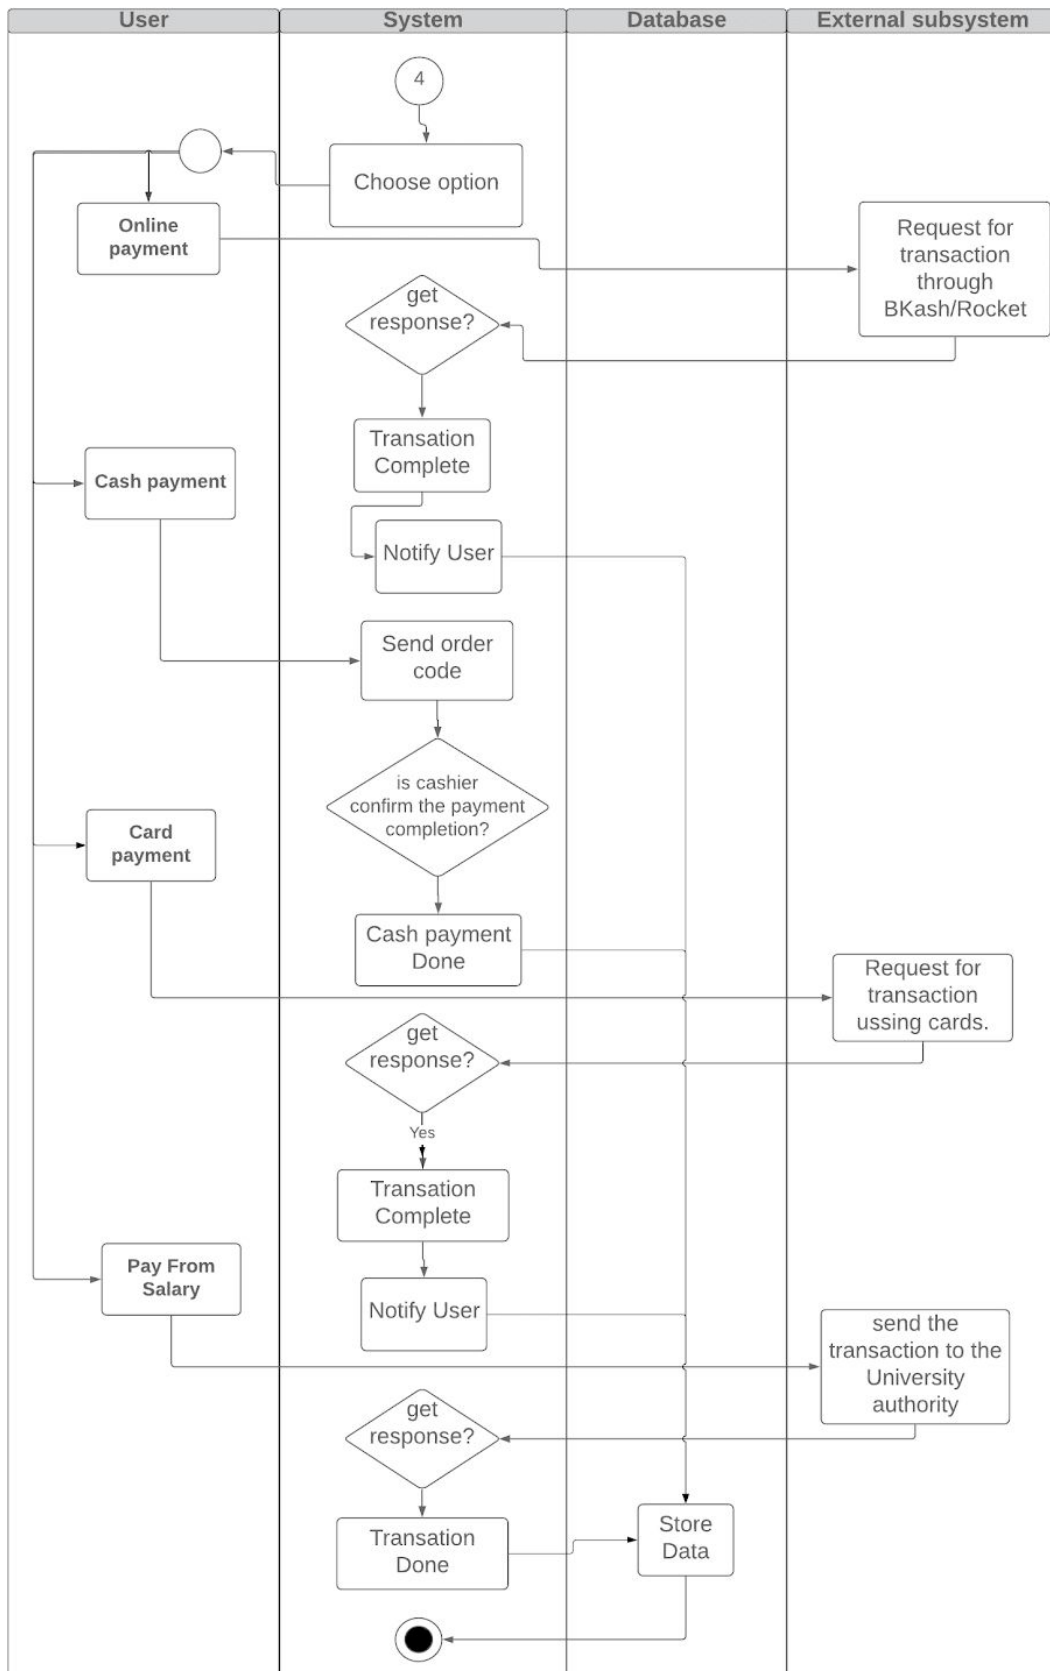 User
System
Database
External subsystem
4
Choose option
Online
payment
Request for
transaction
through
BKash/Rocket
get
response?
Transation
Complete
Cash payment
Notify User
Send order
code
is cashier
confirm the payment
completion?
Card
payment
Cash payment
Done
Request for
transaction
ussing cards.
get
response?
Yes
Transation
Complete
Pay From
Salary
Notify User
send the
transaction to the
University
authority
get
response?
Transation
Done
Store
Data